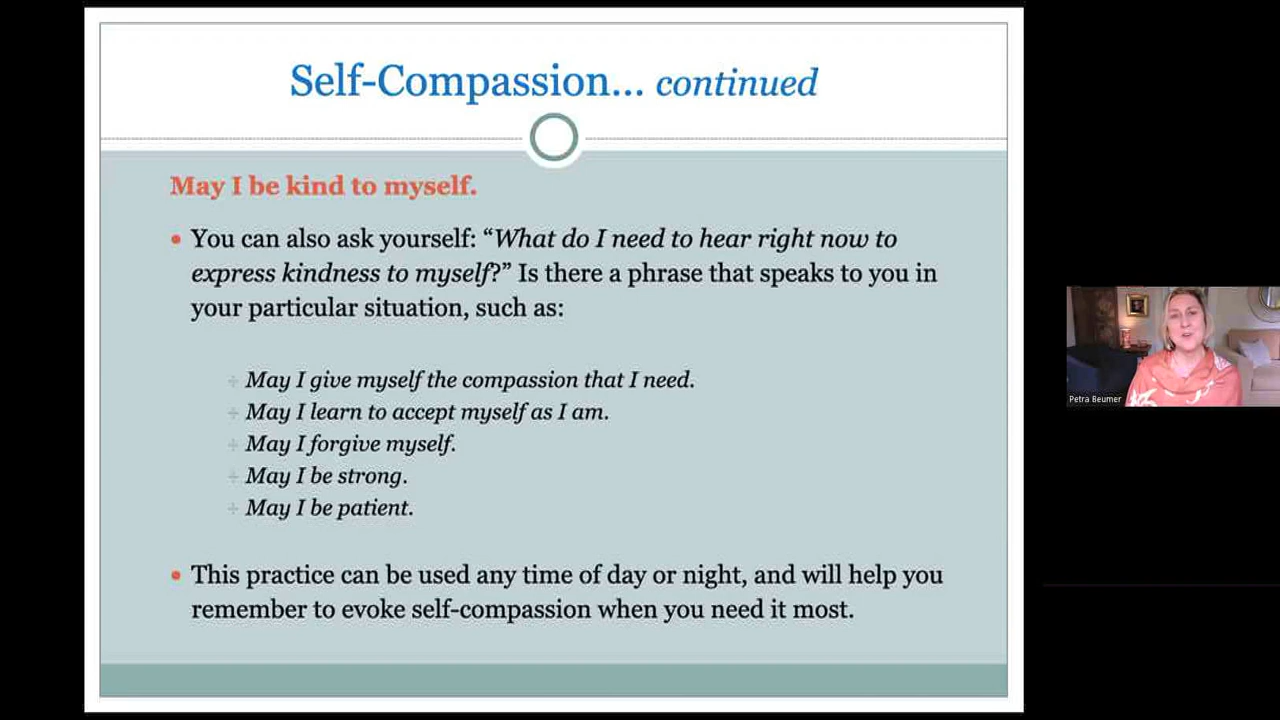 Self-Compassion... continued
May I be kind to myself.
• You can also ask yourself: “What do I need to hear right now to
express kindness to myself?” Is there a phrase that speaks to you in
your particular situation, such as:
÷ May I give myself the compassion that I need.
÷ May I learn to accept myself as I am.
÷ May I forgive myself.
÷ May I be strong.
÷ May I be patient.
• This practice can be used any time of day or night, and will help you
remember to evoke self-compassion when you need it most.
Petra Beumer